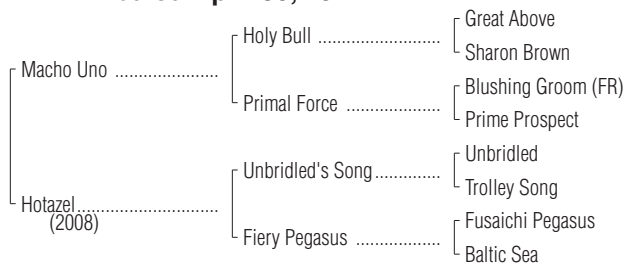 Great Above
Holy Bull
Sharon Brown
Macho Uno
Blushing Groom (FR)
Primal Force
Prime Prospect
Unbridled
Unbridled's Song
Trolley Song
Hotazel
(2008)
Fusaichi Pegasus
Fiery Pegasus
Baltic Sea